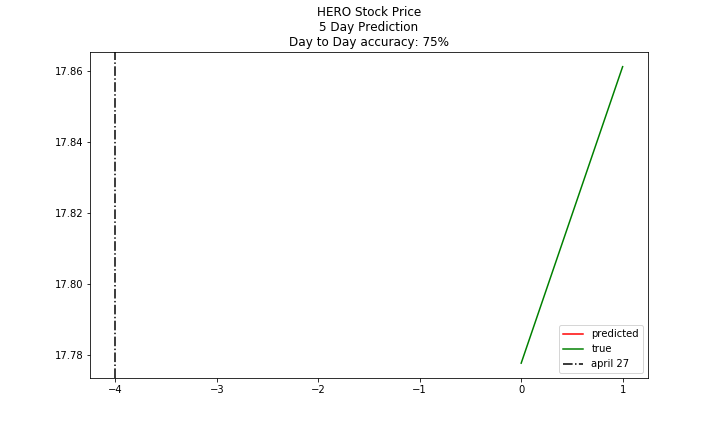 HERO Stock Price
5 Day Prediction
Day to Day accuracy: 75%
17.86
17.84
17.82
17.80
17.78
−4
−3
−2
−1
0
1
predicted
true
april 27